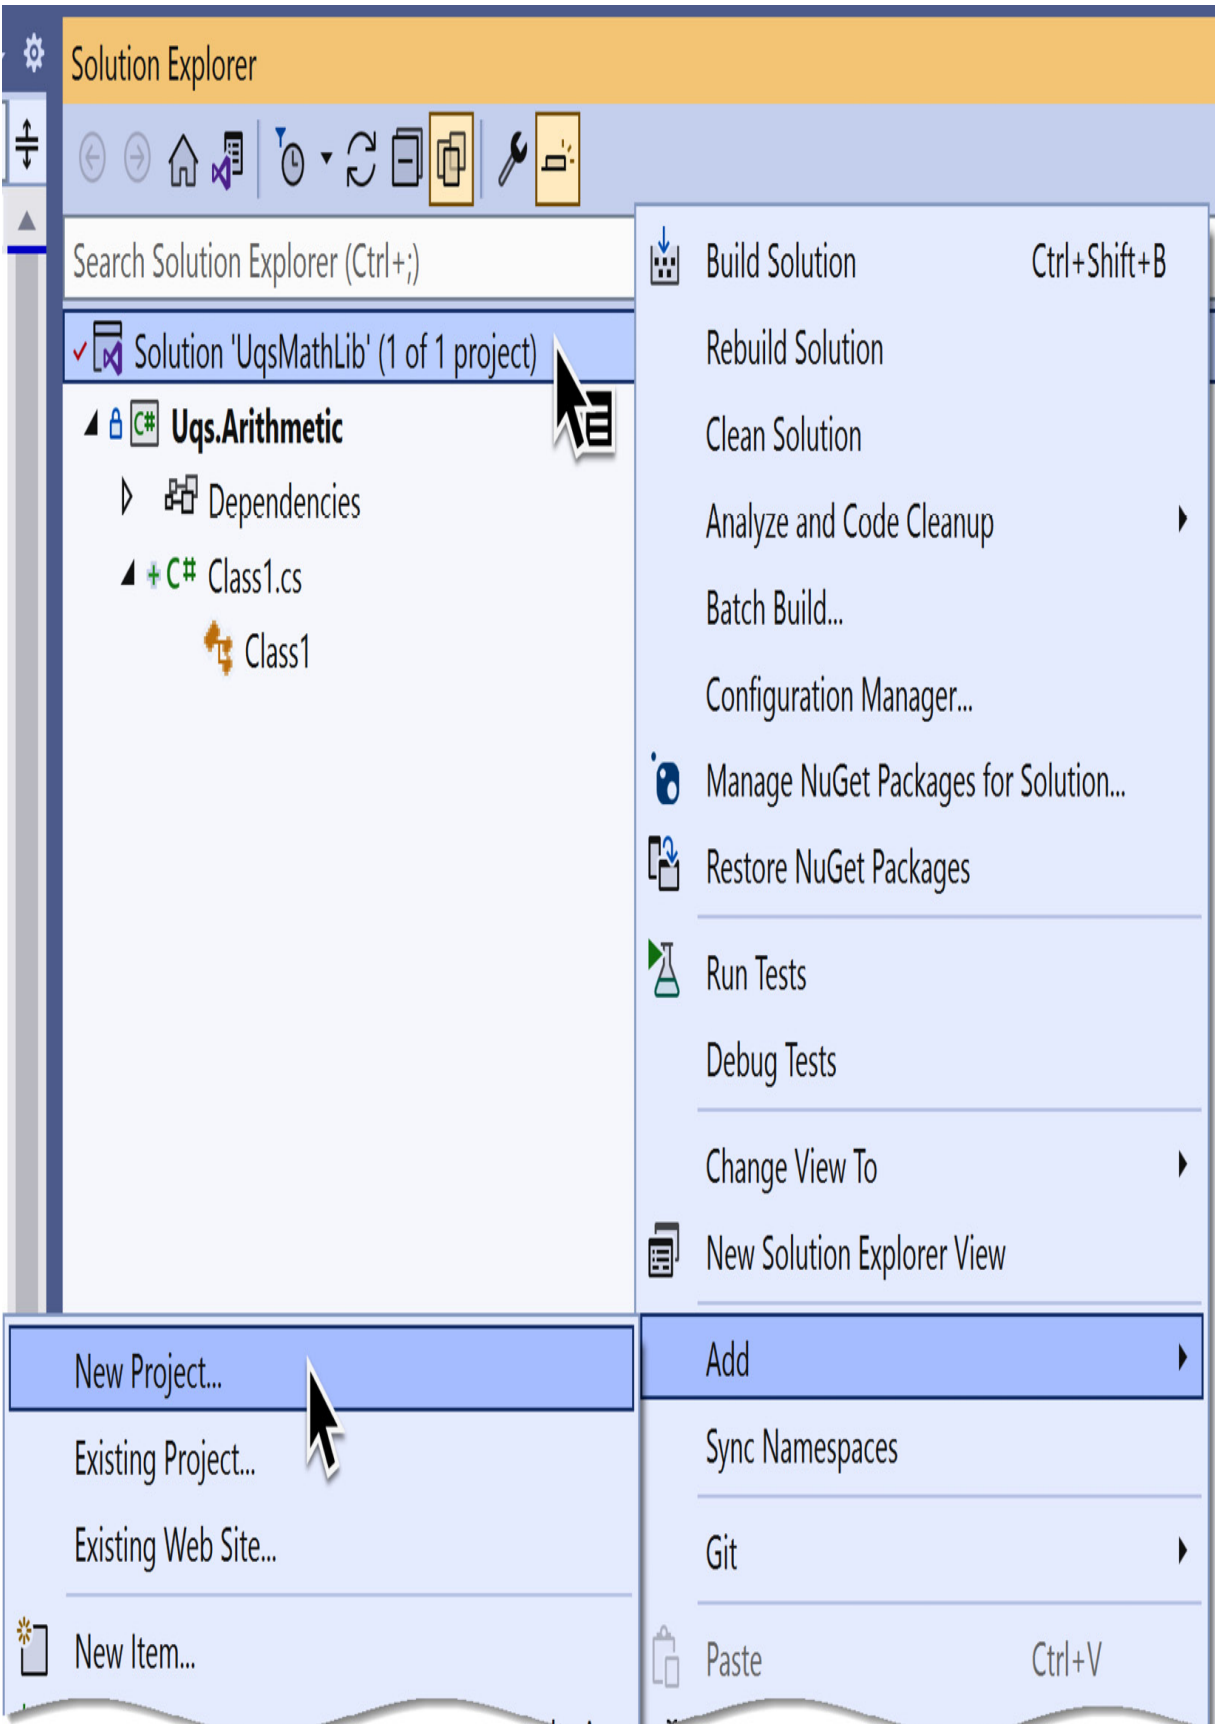 Solution Explorer
Search Solution Explorer (Ctrl+;)
Solution 'UqsMathLib' (1 of 1 project)
C# Uqs.Arithmetic
Dependencies
+ C# Class1.cs
Class1
Build Solution Ctrl+Shift+B
Rebuild Solution
Clean Solution
Analyze and Code Cleanup
Batch Build...
Configuration Manager...
Manage NuGet Packages for Solution...
Restore NuGet Packages
Run Tests
Debug Tests
Change View To
New Solution Explorer View
Add
Sync Namespaces
Git
Paste Ctrl+V
New Project...
Existing Project...
Existing Web Site...
New Item...